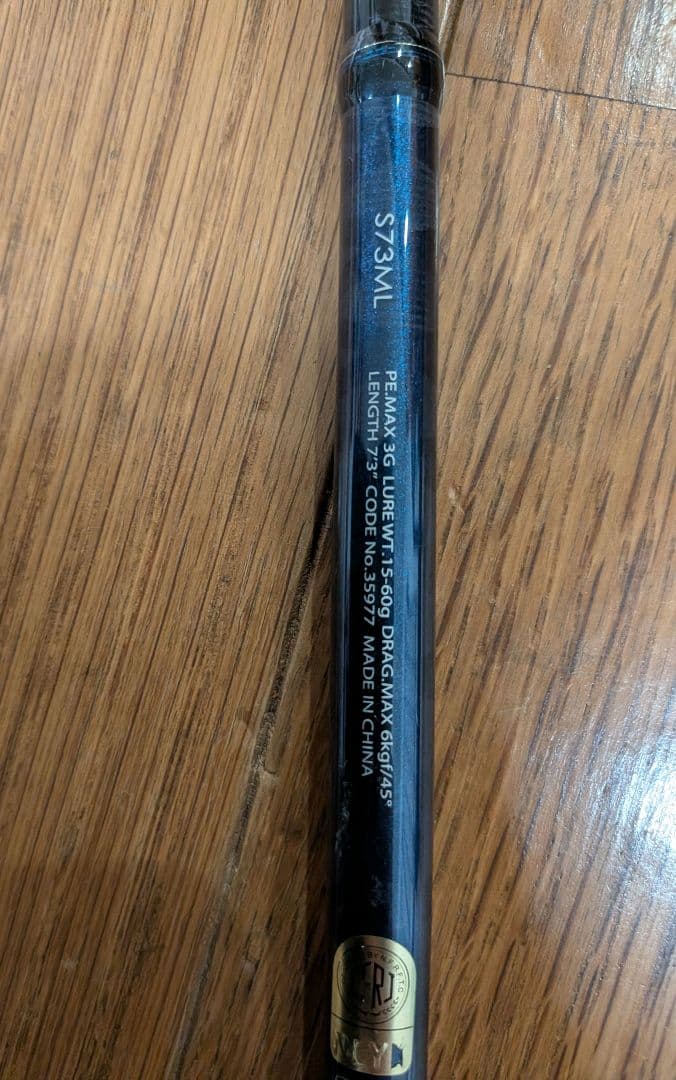 S73ML
PE.MAX 3G LURE WT.15-60g DRAG.MAX 6kgf/45°
LENGTH 7'3" CODE No.35977 MADE IN CHINA